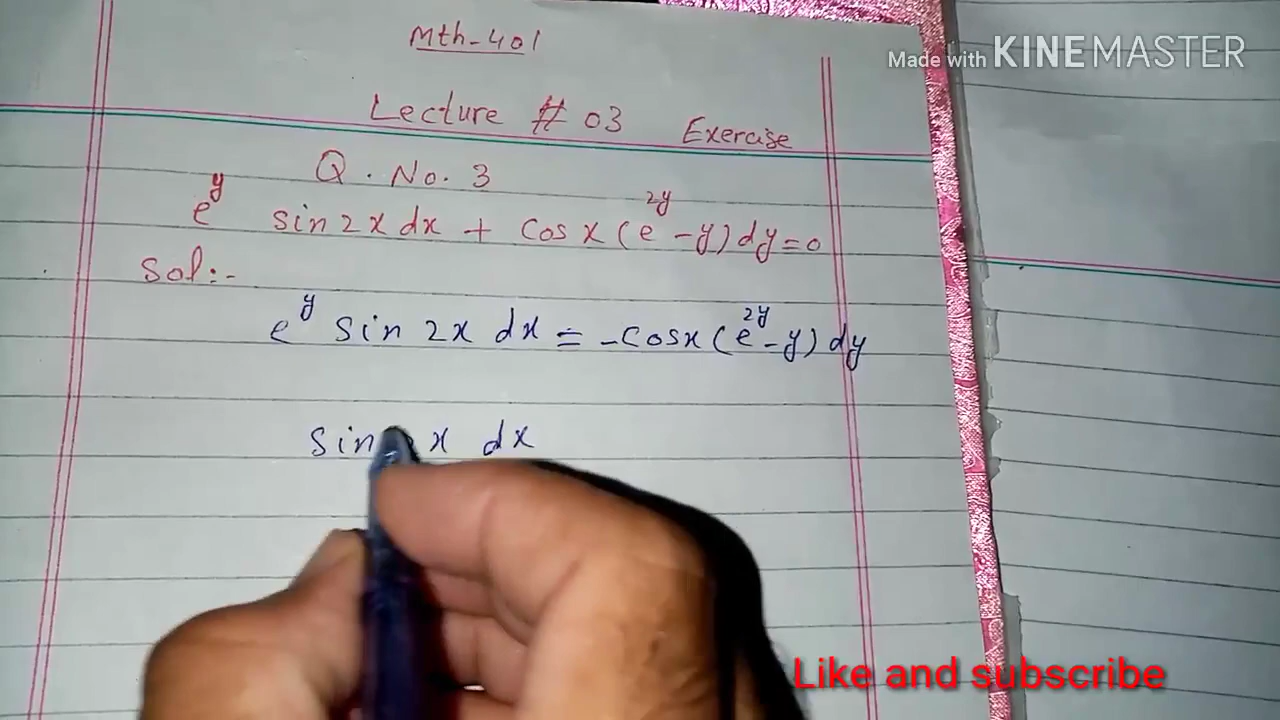 Mth-401
Made with KINEMASTER
Lecture # 03 Exercise
Q. No. 3
e^y sin 2x dx + cos x (e^2y - y) dy = 0
Sol:-
e^y sin 2x dx = -cos x (e^2y - y) dy
sin x dx
Like and subscribe